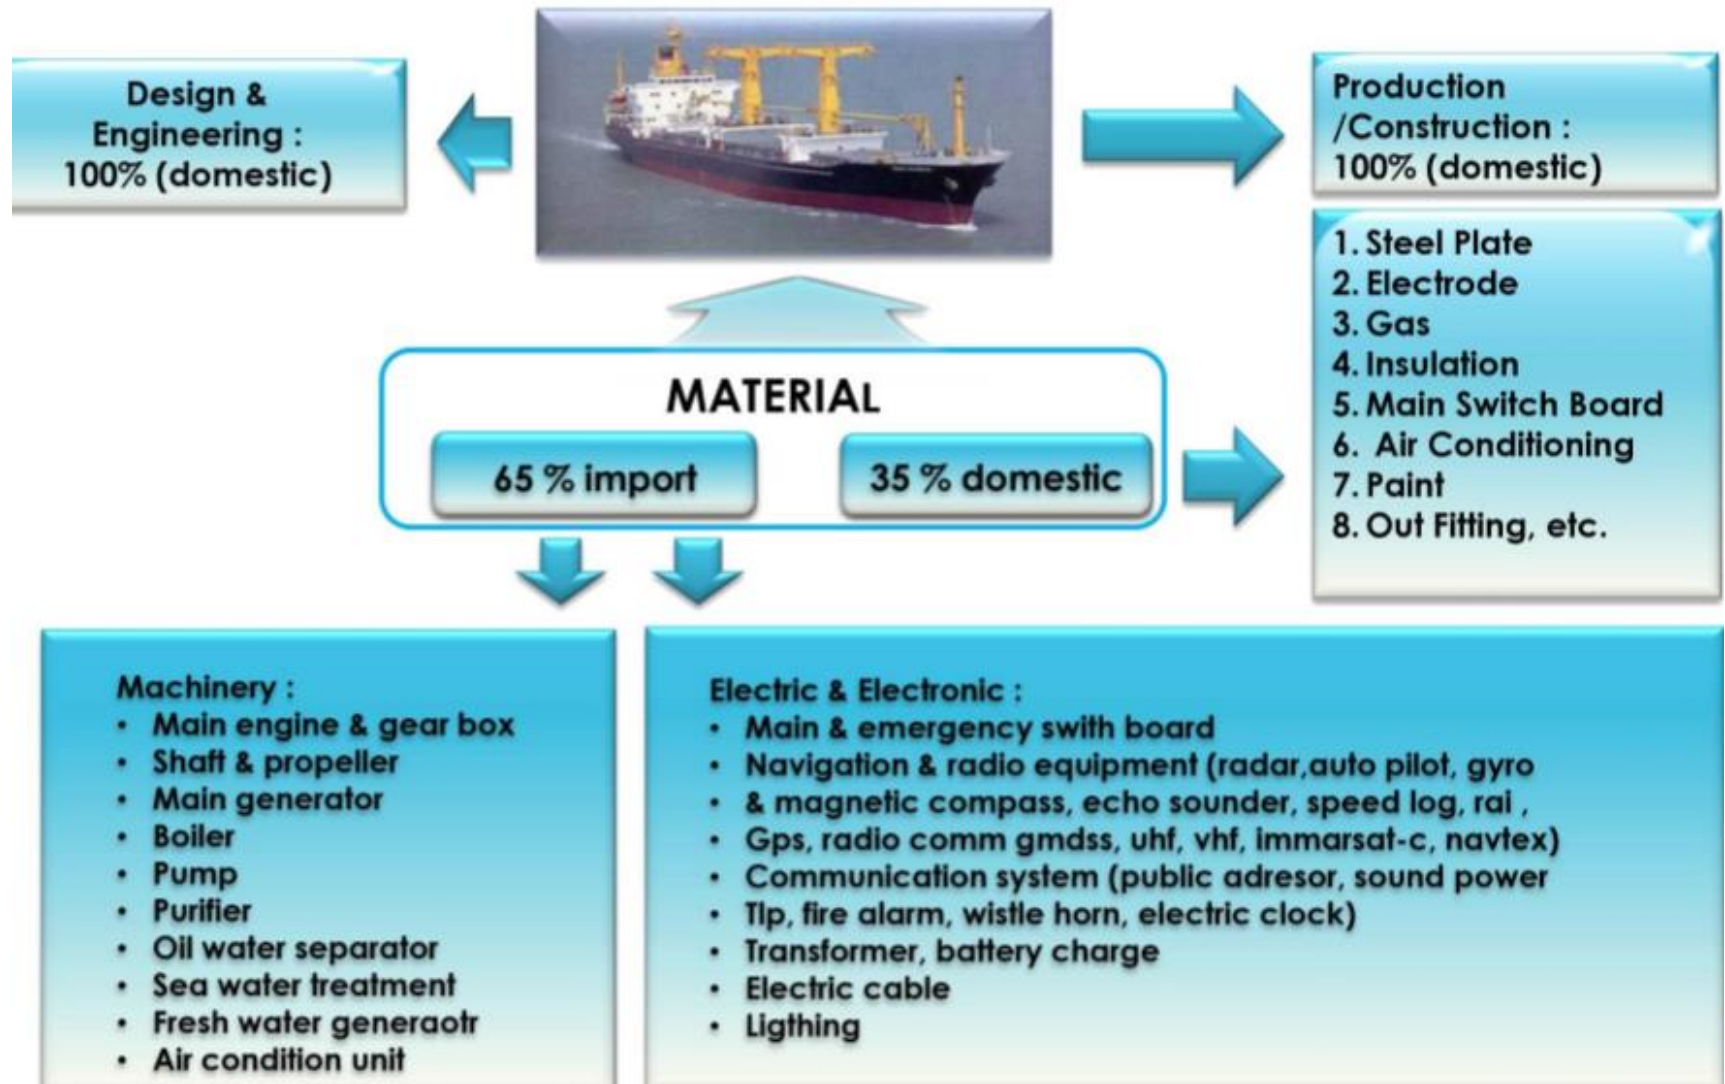 Design &
Engineering :
100% (domestic)
Production
/Construction :
100% (domestic)
1. Steel Plate
2. Electrode
3. Gas
4. Insulation
5. Main Switch Board
6. Air Conditioning
7. Paint
8. Out Fitting, etc.
MATERIAL
65 % import
35 % domestic
Machinery :
• Main engine & gear box
• Shaft & propeller
• Main generator
• Boiler
• Pump
• Purifier
• Oil water separator
• Sea water treatment
• Fresh water generaotr
• Air condition unit
Electric & Electronic :
• Main & emergency swith board
• Navigation & radio equipment (radar,auto pilot, gyro
• & magnetic compass, echo sounder, speed log, rai ,
• Gps, radio comm gmdss, uhf, vhf, immarsat-c, navtex)
• Communication system (public adresor, sound power
• Tlp, fire alarm, wistle horn, electric clock)
• Transformer, battery charge
• Electric cable
• Ligthing